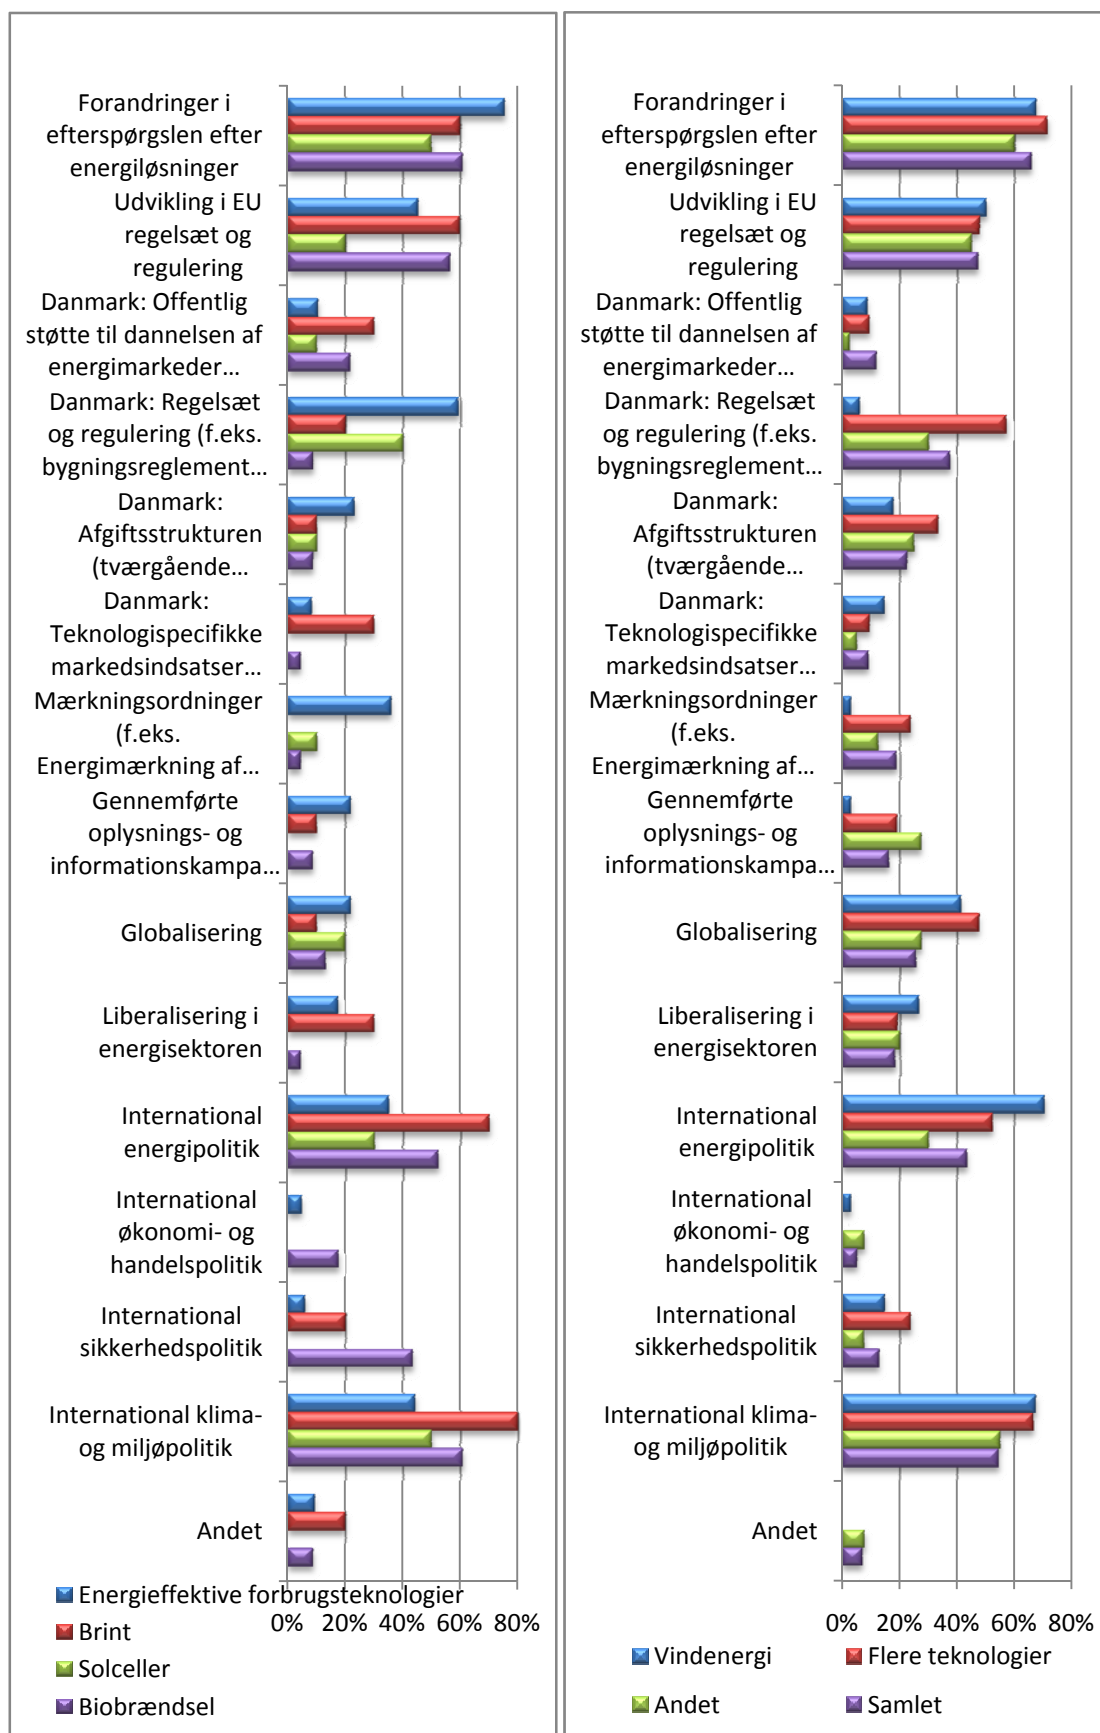 Forandringer i
efterspørgslen efter
energiløsninger
Udvikling i EU
regelsæt og
regulering
Danmark: Offentlig
støtte til dannelsen af
energimarkeder...
Danmark: Regelsæt
og regulering (f.eks.
bygningsreglement...
Danmark:
Afgiftsstrukturen
(tværgående...
Danmark:
Teknologispecifikke
markedsindsatser...
Mærkningsordninger
(f.eks.
Energimærkning af...
Gennemførte
oplysnings- og
informationskampa...
Globalisering
Liberalisering i
energisektoren
International
energipolitik
International
økonomi- og
handelspolitik
International
sikkerhedspolitik
International klima-
og miljøpolitik
Andet
0% 20% 40% 60% 80%
Energieffektive forbrugsteknologier
Brint
Solceller
Biobrændsel
Forandringer i
efterspørgslen efter
energiløsninger
Udvikling i EU
regelsæt og
regulering
Danmark: Offentlig
støtte til dannelsen af
energimarkeder...
Danmark: Regelsæt
og regulering (f.eks.
bygningsreglement...
Danmark:
Afgiftsstrukturen
(tværgående...
Danmark:
Teknologispecifikke
markedsindsatser...
Mærkningsordninger
(f.eks.
Energimærkning af...
Gennemførte
oplysnings- og
informationskampa...
Globalisering
Liberalisering i
energisektoren
International
energipolitik
International
økonomi- og
handelspolitik
International
sikkerhedspolitik
International klima-
og miljøpolitik
Andet
0% 20% 40% 60% 80%
Vindenergi Flere teknologier
Andet Samlet